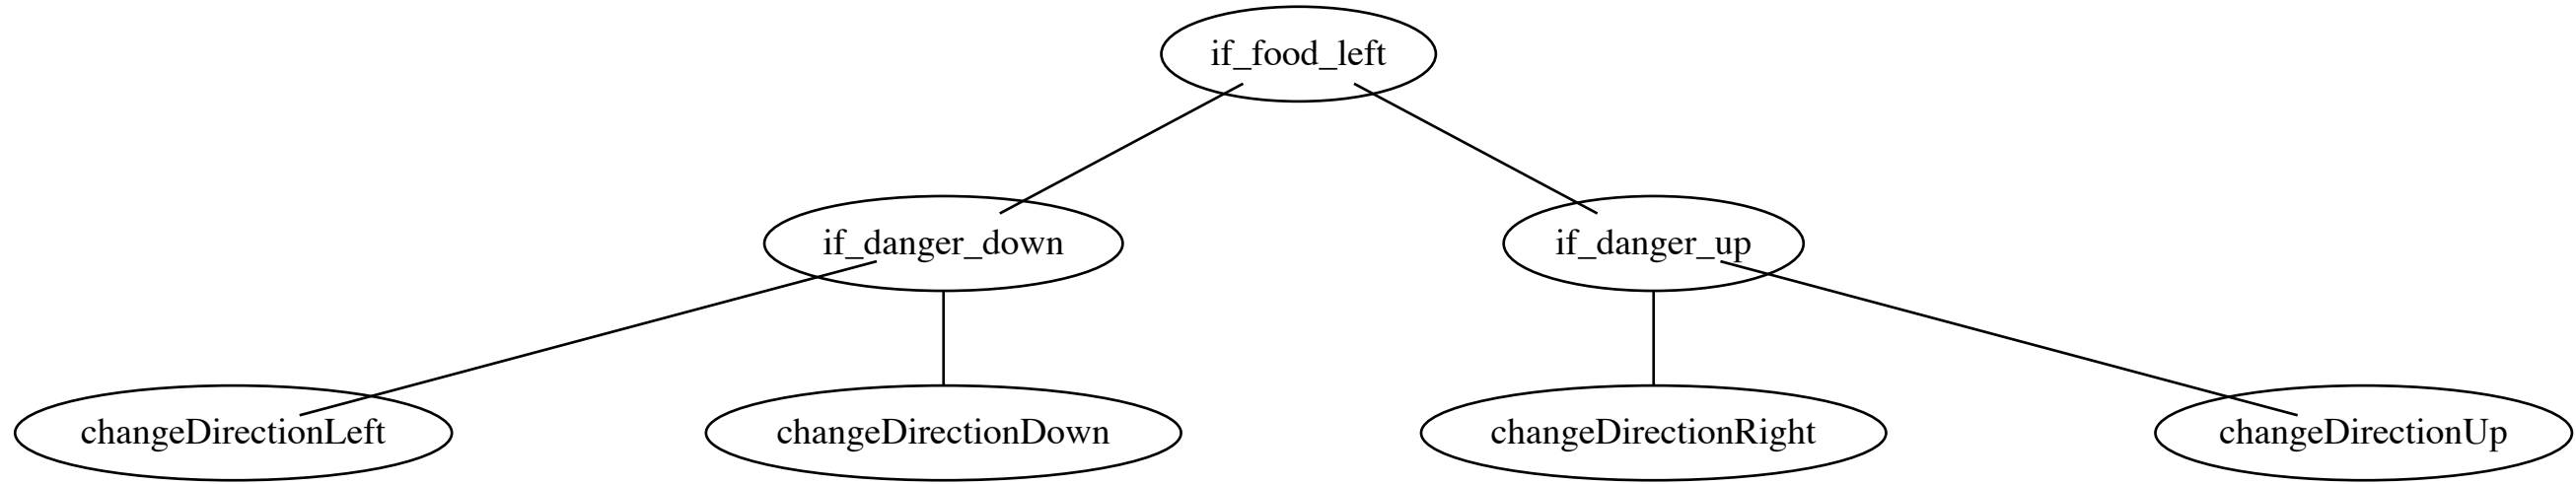 if_food_left
if_danger_down
if_danger_up
changeDirectionLeft
changeDirectionDown
changeDirectionRight
changeDirectionUp